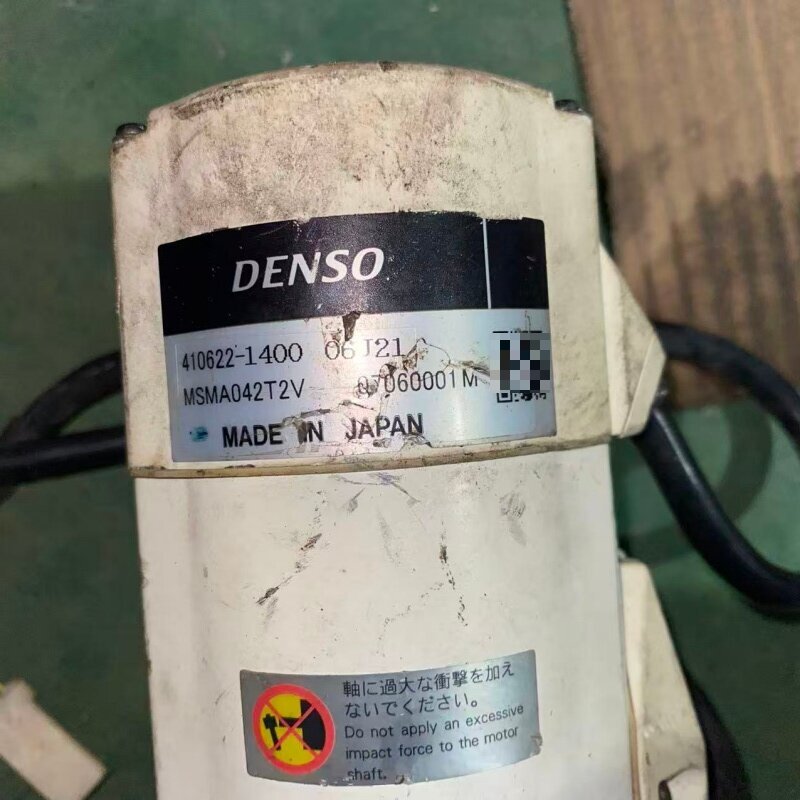 DENSO
410622-1400 06J21
MSMA042T2V 07060001M
MADE IN JAPAN
軸に過大な衝撃を加え
ないでください。
Do not apply an excessive
impact force to the motor
shaft.